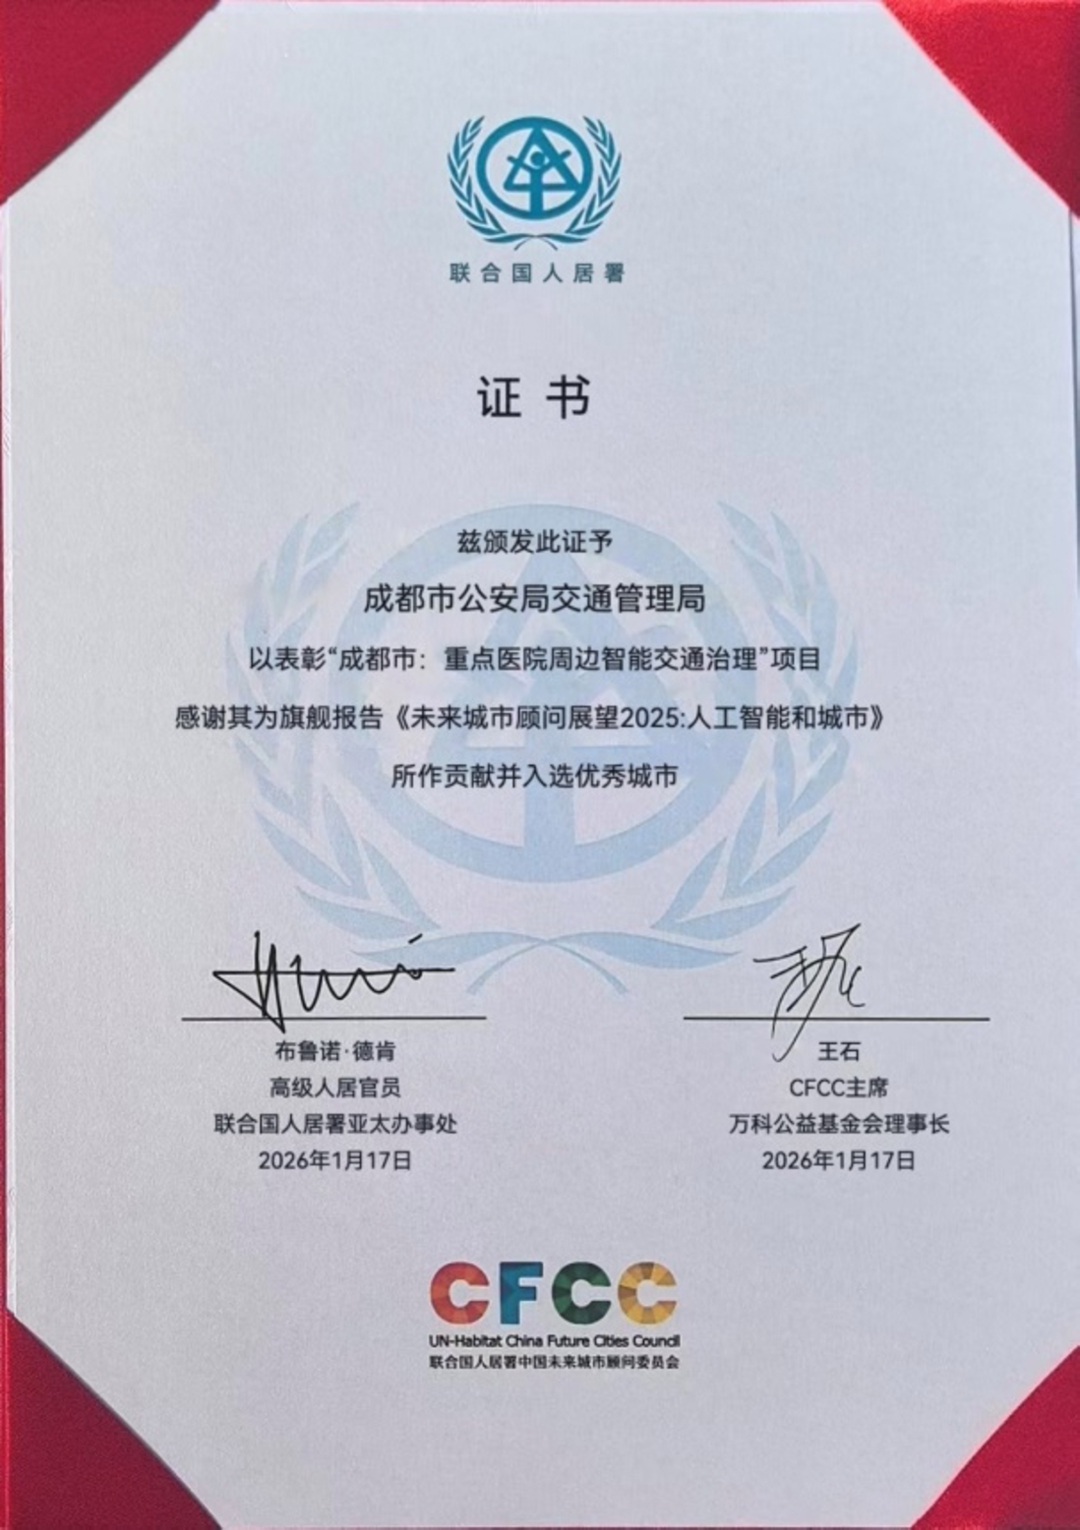 联合国人居署
证书
兹颁发此证予
成都市公安局交通管理局
以表彰“成都市：重点医院周边智能交通治理”项目
感谢其为旗舰报告《未来城市顾问展望2025:人工智能和城市》
所作贡献并入选优秀城市
布鲁诺·德肯
高级人居官员
联合国人居署亚太办事处
2026年1月17日
王石
CFCC主席
万科公益基金会理事长
2026年1月17日
CFCC
UN-Habitat China Future Cities Council
联合国人居署中国未来城市顾问委员会